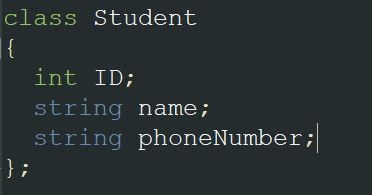 class Student
{
int ID;
string name;
string phoneNumber;
};